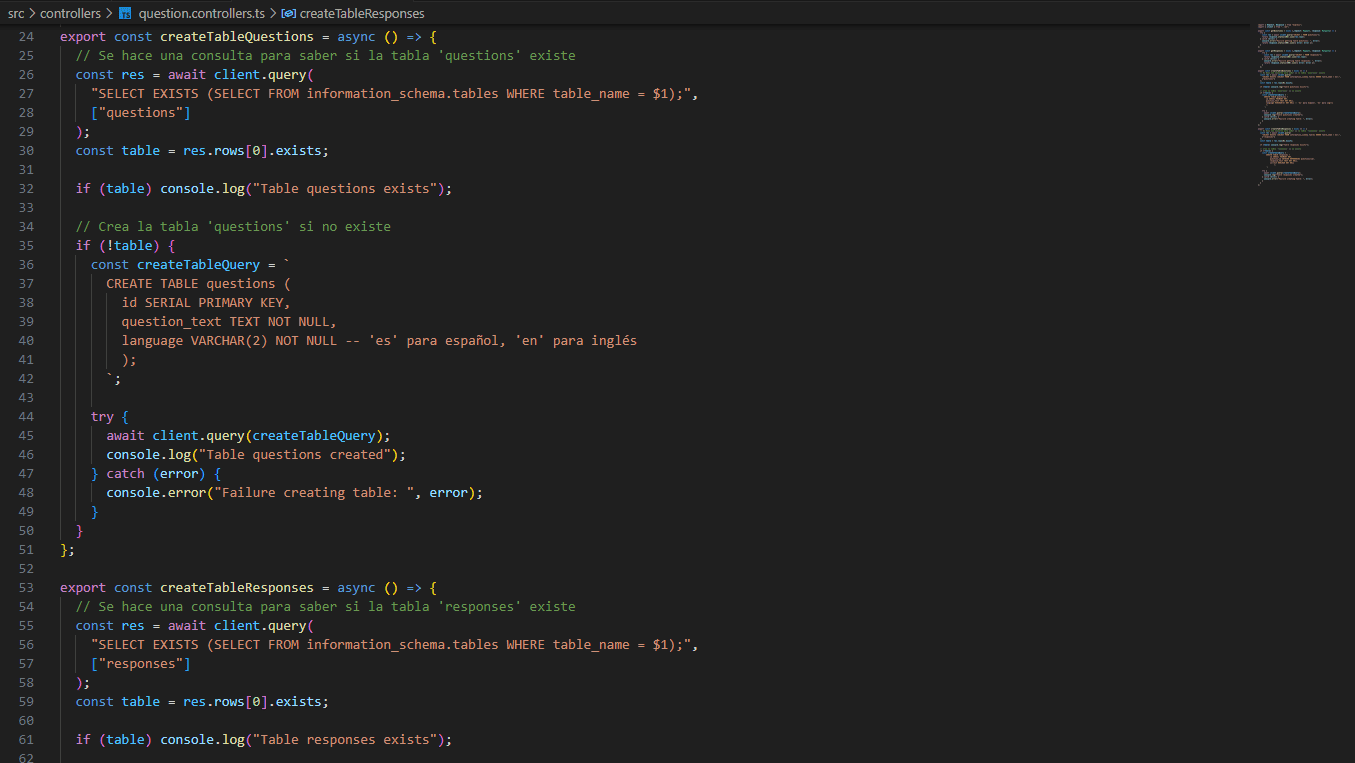 src > controllers > TS question.controllers.ts > createTableResponses
24 export const createTableQuestions = async () => {
25 // Se hace una consulta para saber si la tabla 'questions' existe
26 const res = await client.query(
27 "SELECT EXISTS (SELECT FROM information_schema.tables WHERE table_name = $1);",
28 ["questions"]
29 );
30 const table = res.rows[0].exists;
31
32 if (table) console.log("Table questions exists");
33
34 // Crea la tabla 'questions' si no existe
35 if (!table) {
36 const createTableQuery = `
37 CREATE TABLE questions (
38 id SERIAL PRIMARY KEY,
39 question_text TEXT NOT NULL,
40 language VARCHAR(2) NOT NULL -- 'es' para español, 'en' para inglés
41 );
42 `;
43
44 try {
45 await client.query(createTableQuery);
46 console.log("Table questions created");
47 } catch (error) {
48 console.error("Failure creating table: ", error);
49 }
50 }
51 };
52
53 export const createTableResponses = async () => {
54 // Se hace una consulta para saber si la tabla 'responses' existe
55 const res = await client.query(
56 "SELECT EXISTS (SELECT FROM information_schema.tables WHERE table_name = $1);",
57 ["responses"]
58 );
59 const table = res.rows[0].exists;
60
61 if (table) console.log("Table responses exists");
62